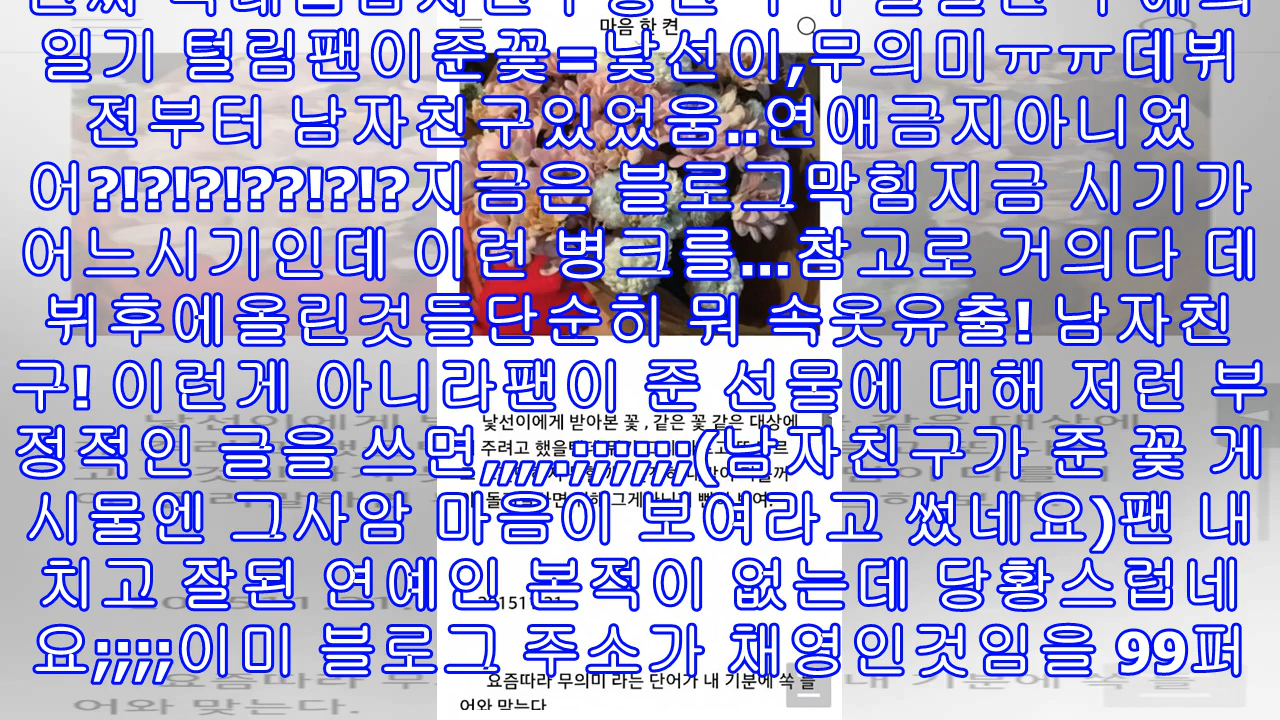 마음 한 켠
일기 털림팬이준꽃=낯선이,무의미ㅠㅠ데뷔
전부터 남자친구있었움..연애금지아니었
어?!?!?!??!?!?지금은 블로그막힘지금 시기가
어느시기인데 이런 병크를...참고로 거의다 데
뷔후에올린것들단순히 뭐 속옷유출! 남자친
구! 이런게 아니라팬이 준 선물에 대해 저런 부
정적인 글을 쓰면,,,,,;;;;;;;;(남자친구가 준 꽃 게
시물엔 그사암 마음이 보여라고 썼네요)팬 내
치고 잘된 연예인 본적이 없는데 당황스럽네
요;;;;이미 블로그 주소가 채영인것임을 99퍼
낯선이에게 받아본 꽃 , 같은 꽃 같은 대상에
주려고 했을
요즘따라 무의미 라는 단어가 내 기분에 쏙 들
어와 맞는다